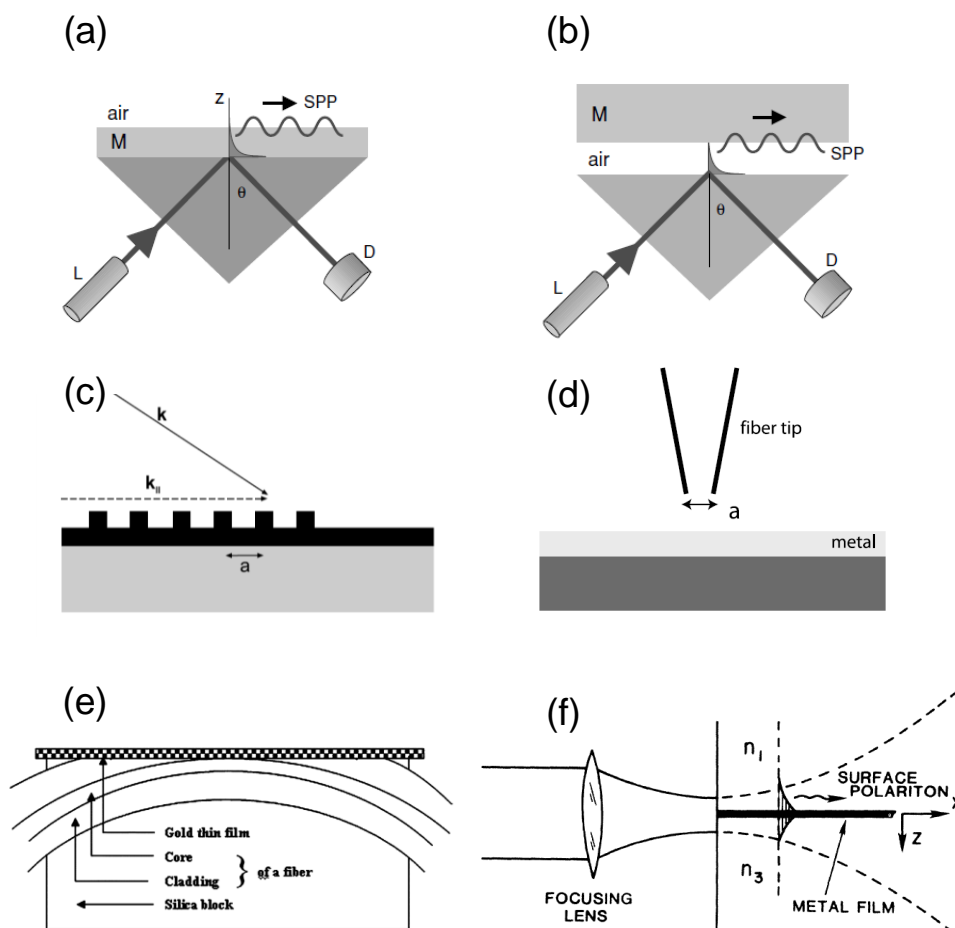 (a)
z
SPP
air
M
θ
L
D
(b)
M
air
SPP
θ
L
D
(c)
k
k||
a
(d)
fiber tip
a
metal
(e)
Gold thin film
Core
Cladding } of a fiber
Silica block
(f)
n1
SURFACE
POLARITON
X
Z
n3
FOCUSING
LENS
METAL FILM